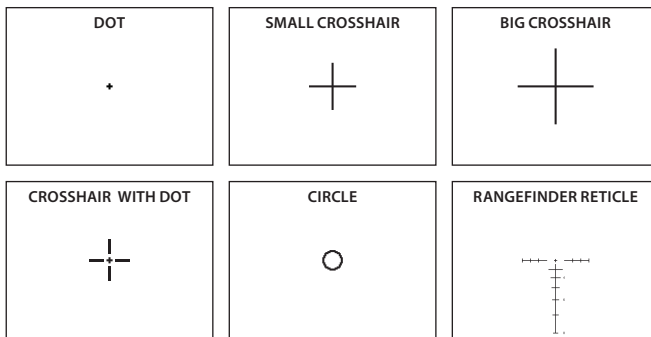 DOT
SMALL CROSSHAIR
BIG CROSSHAIR
CROSSHAIR WITH DOT
CIRCLE
RANGEFINDER RETICLE